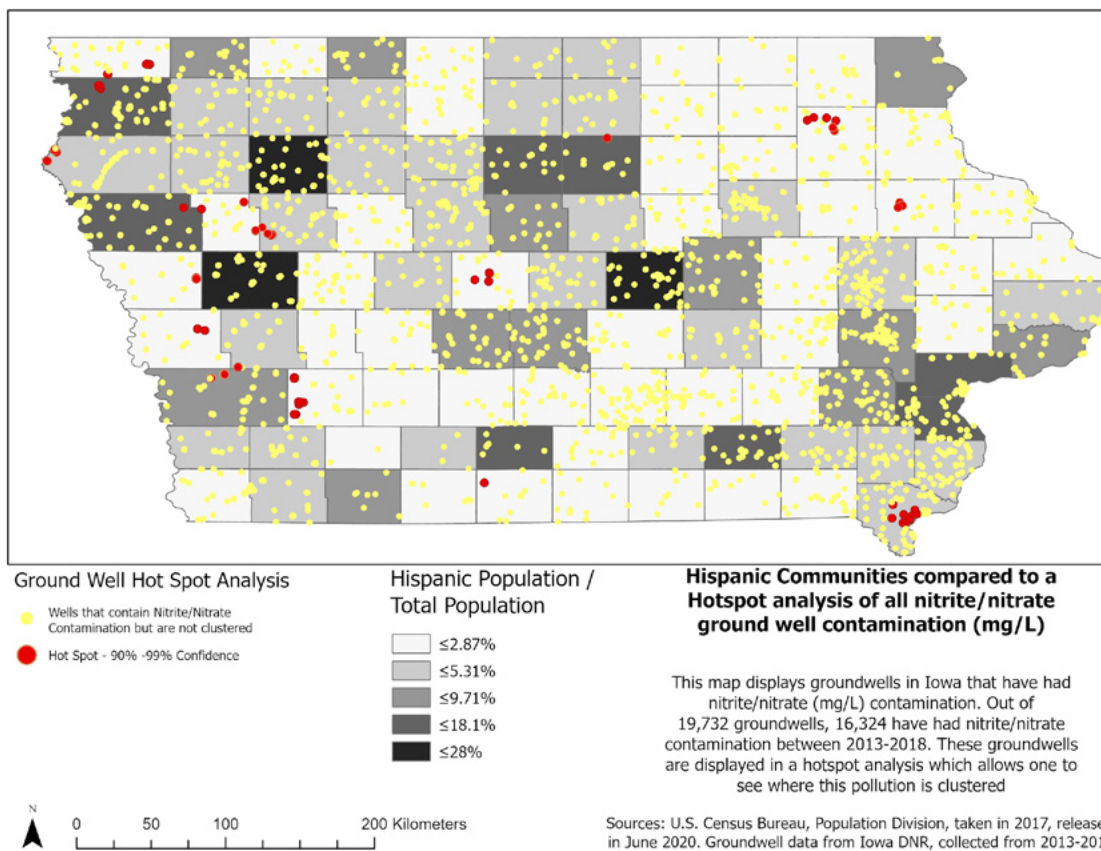 Ground Well Hot Spot Analysis
Wells that contain Nitrite/Nitrate
Contamination but are not clustered
Hot Spot - 90% -99% Confidence
Hispanic Population /
Total Population
≤2.87%
≤5.31%
≤9.71%
≤18.1%
≤28%
Hispanic Communities compared to a
Hotspot analysis of all nitrite/nitrate
ground well contamination (mg/L)
This map displays groundwells in Iowa that have had
nitrite/nitrate (mg/L) contamination. Out of
19,732 groundwells, 16,324 have had nitrite/nitrate
contamination between 2013-2018. These groundwells
are displayed in a hotspot analysis which allows one to
see where this pollution is clustered
N
0 50 100 200 Kilometers
Sources: U.S. Census Bureau, Population Division, taken in 2017, release
in June 2020. Groundwell data from Iowa DNR, collected from 2013-201